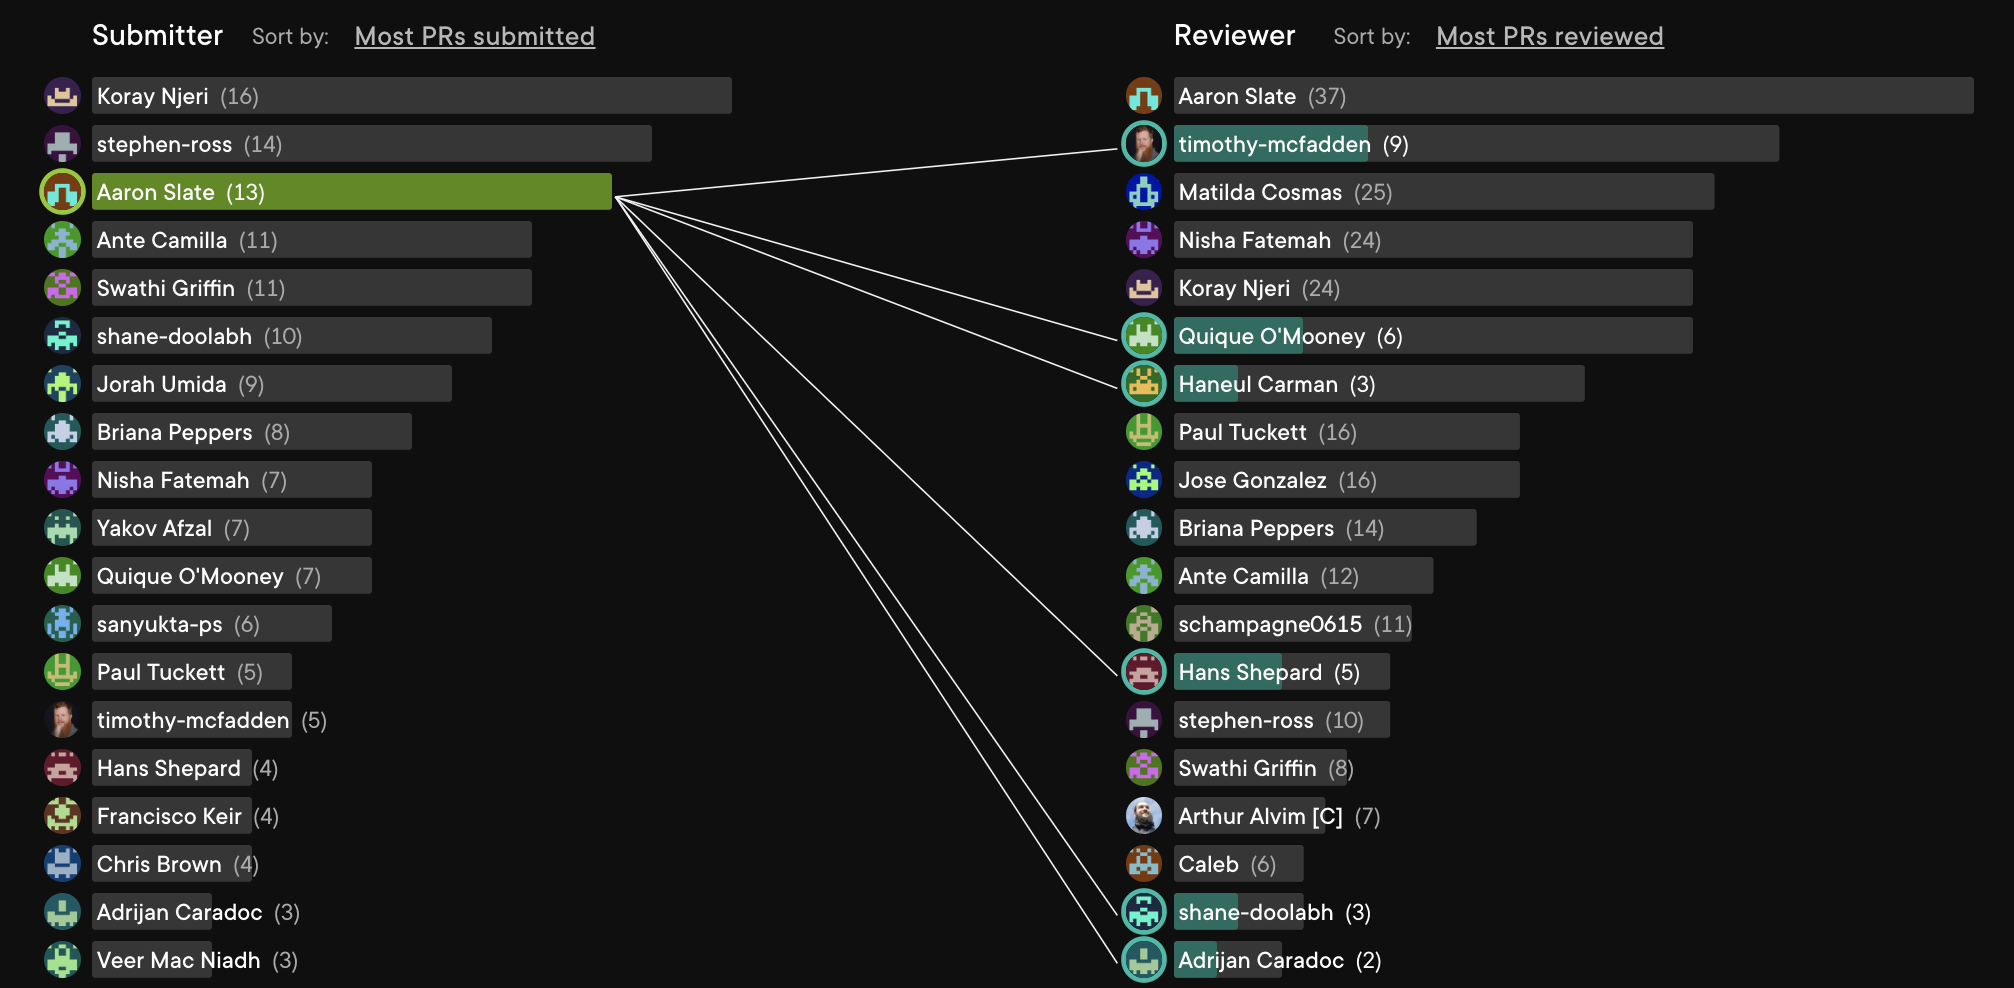 Submitter Sort by: Most PRs submitted
Koray Njeri (16)
stephen-ross (14)
Aaron Slate (13)
Ante Camilla (11)
Swathi Griffin (11)
shane-doolabh (10)
Jorah Umida (9)
Briana Peppers (8)
Nisha Fatemah (7)
Yakov Afzal (7)
Quique O'Mooney (7)
sanyukta-ps (6)
Paul Tuckett (5)
timothy-mcfadden (5)
Hans Shepard (4)
Francisco Keir (4)
Chris Brown (4)
Adrijan Caradoc (3)
Veer Mac Niadh (3)
Reviewer Sort by: Most PRs reviewed
Aaron Slate (37)
timothy-mcfadden (9)
Matilda Cosmas (25)
Nisha Fatemah (24)
Koray Njeri (24)
Quique O'Mooney (6)
Haneul Carman (3)
Paul Tuckett (16)
Jose Gonzalez (16)
Briana Peppers (14)
Ante Camilla (12)
schampagne0615 (11)
Hans Shepard (5)
stephen-ross (10)
Swathi Griffin (8)
Arthur Alvim [C] (7)
Caleb (6)
shane-doolabh (3)
Adrijan Caradoc (2)